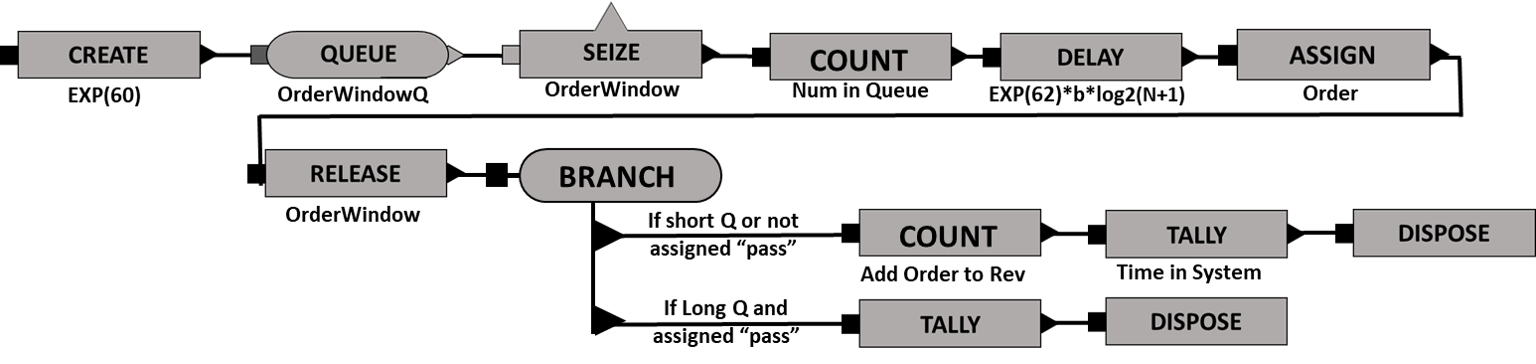 CREATE
EXP(60)
QUEUE
OrderWindowQ
SEIZE
OrderWindow
COUNT
Num in Queue
DELAY
EXP(62)*b*log2(N+1)
ASSIGN
Order
RELEASE
OrderWindow
BRANCH
If short Q or not
assigned “pass”
COUNT
Add Order to Rev
TALLY
Time in System
DISPOSE
If Long Q and
assigned “pass”
TALLY
DISPOSE